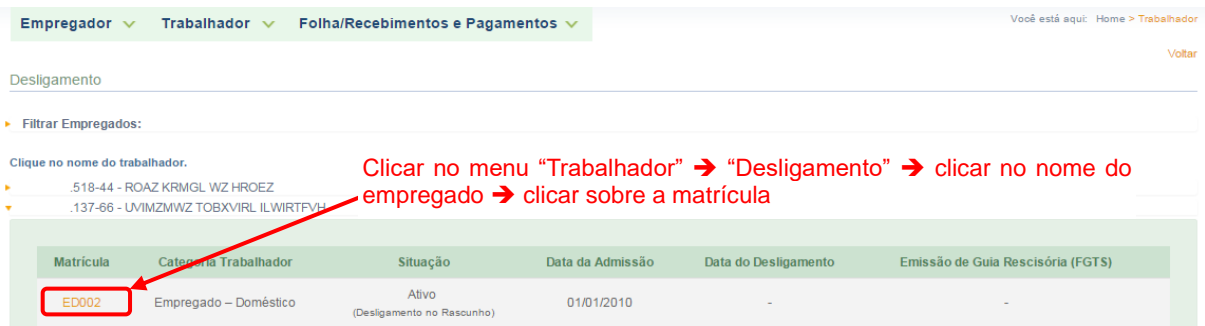 Empregador Trabalhador Folha/Recebimentos e Pagamentos
Você está aqui: Home > Trabalhador
Voltar
Desligamento
Filtrar Empregados:
Clique no nome do trabalhador.
Clicar no menu “Trabalhador” ➔ “Desligamento” ➔ clicar no nome do
empregado ➔ clicar sobre a matrícula
.518-44 - ROAZ KRMGL WZ HROEZ
.137-66 - UVIMZMWZ TOBXVIRL ILWIRTFVH
Matrícula Categoria Trabalhador Situação Data da Admissão Data do Desligamento Emissão de Guia Rescisória (FGTS)
ED002 Empregado – Doméstico Ativo 01/01/2010 - -
(Desligamento no Rascunho)